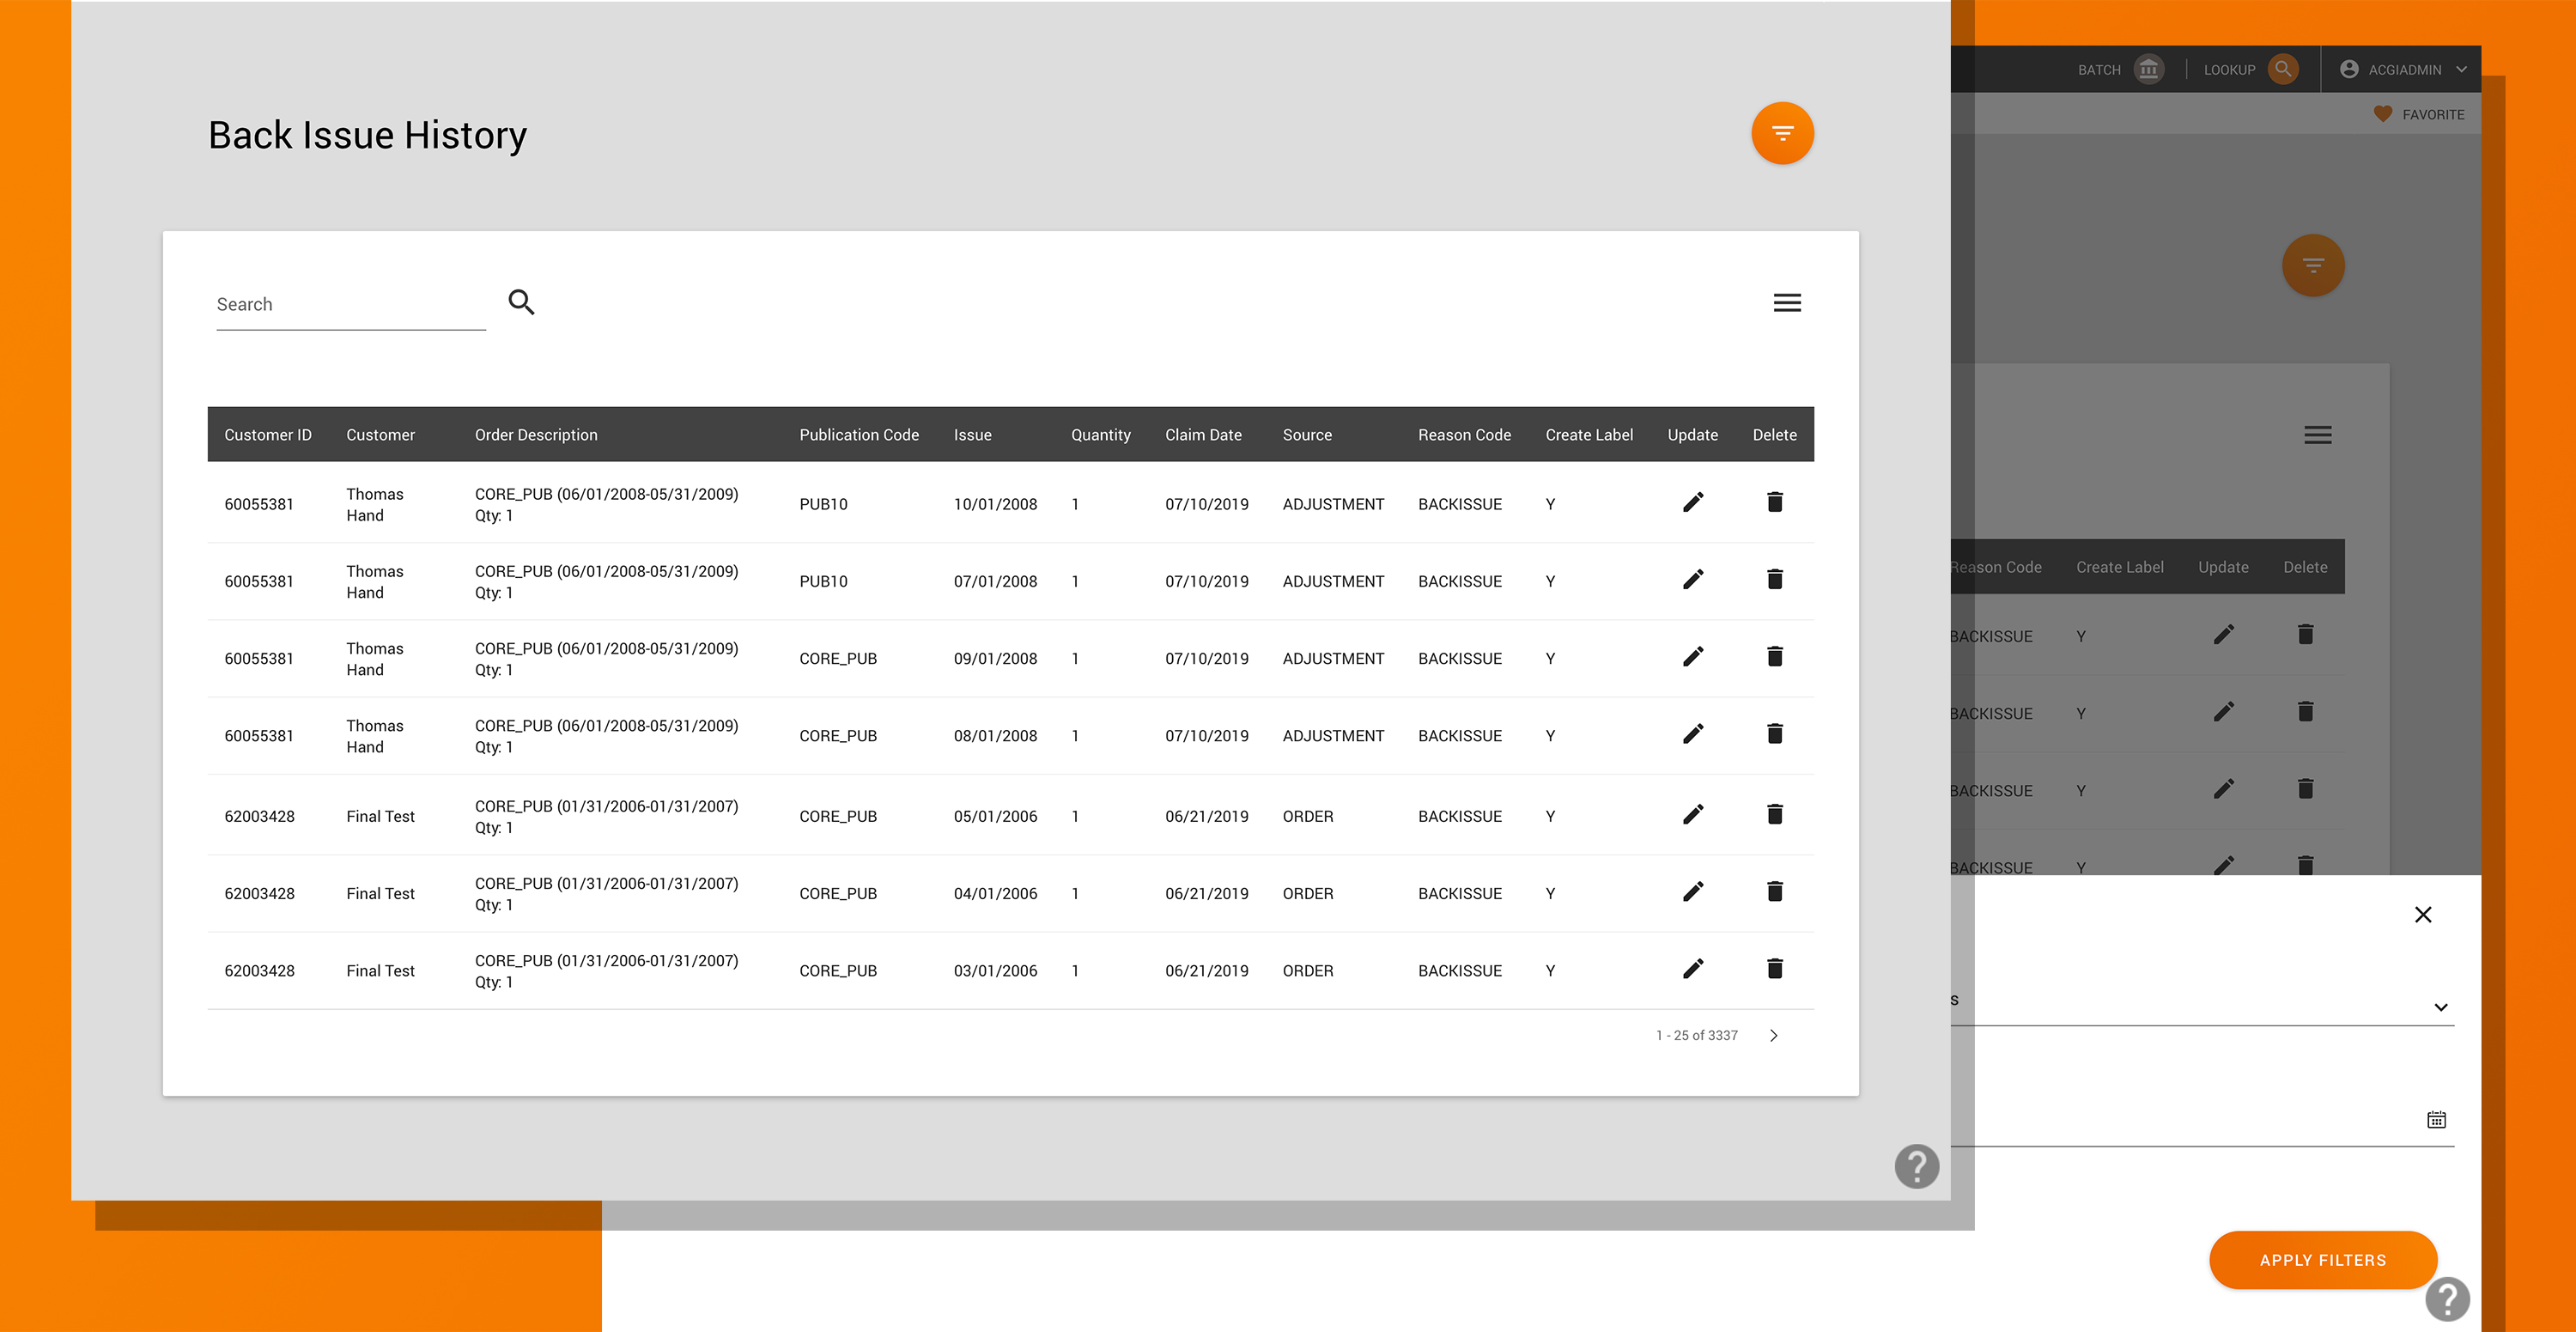 BATCH LOOKUP ACGIADMIN
FAVORITE
Back Issue History
Search
Customer ID Customer Order Description Publication Code Issue Quantity Claim Date Source Reason Code Create Label Update Delete
60055381 Thomas Hand CORE_PUB (06/01/2008-05/31/2009) Qty: 1 PUB10 10/01/2008 1 07/10/2019 ADJUSTMENT BACKISSUE Y
60055381 Thomas Hand CORE_PUB (06/01/2008-05/31/2009) Qty: 1 PUB10 07/01/2008 1 07/10/2019 ADJUSTMENT BACKISSUE Y
60055381 Thomas Hand CORE_PUB (06/01/2008-05/31/2009) Qty: 1 CORE_PUB 09/01/2008 1 07/10/2019 ADJUSTMENT BACKISSUE Y
60055381 Thomas Hand CORE_PUB (06/01/2008-05/31/2009) Qty: 1 CORE_PUB 08/01/2008 1 07/10/2019 ADJUSTMENT BACKISSUE Y
62003428 Final Test CORE_PUB (01/31/2006-01/31/2007) Qty: 1 CORE_PUB 05/01/2006 1 06/21/2019 ORDER BACKISSUE Y
62003428 Final Test CORE_PUB (01/31/2006-01/31/2007) Qty: 1 CORE_PUB 04/01/2006 1 06/21/2019 ORDER BACKISSUE Y
62003428 Final Test CORE_PUB (01/31/2006-01/31/2007) Qty: 1 CORE_PUB 03/01/2006 1 06/21/2019 ORDER BACKISSUE Y
1 - 25 of 3337
Reason Code Create Label Update Delete
BACKISSUE Y
BACKISSUE Y
BACKISSUE Y
BACKISSUE Y
s
APPLY FILTERS